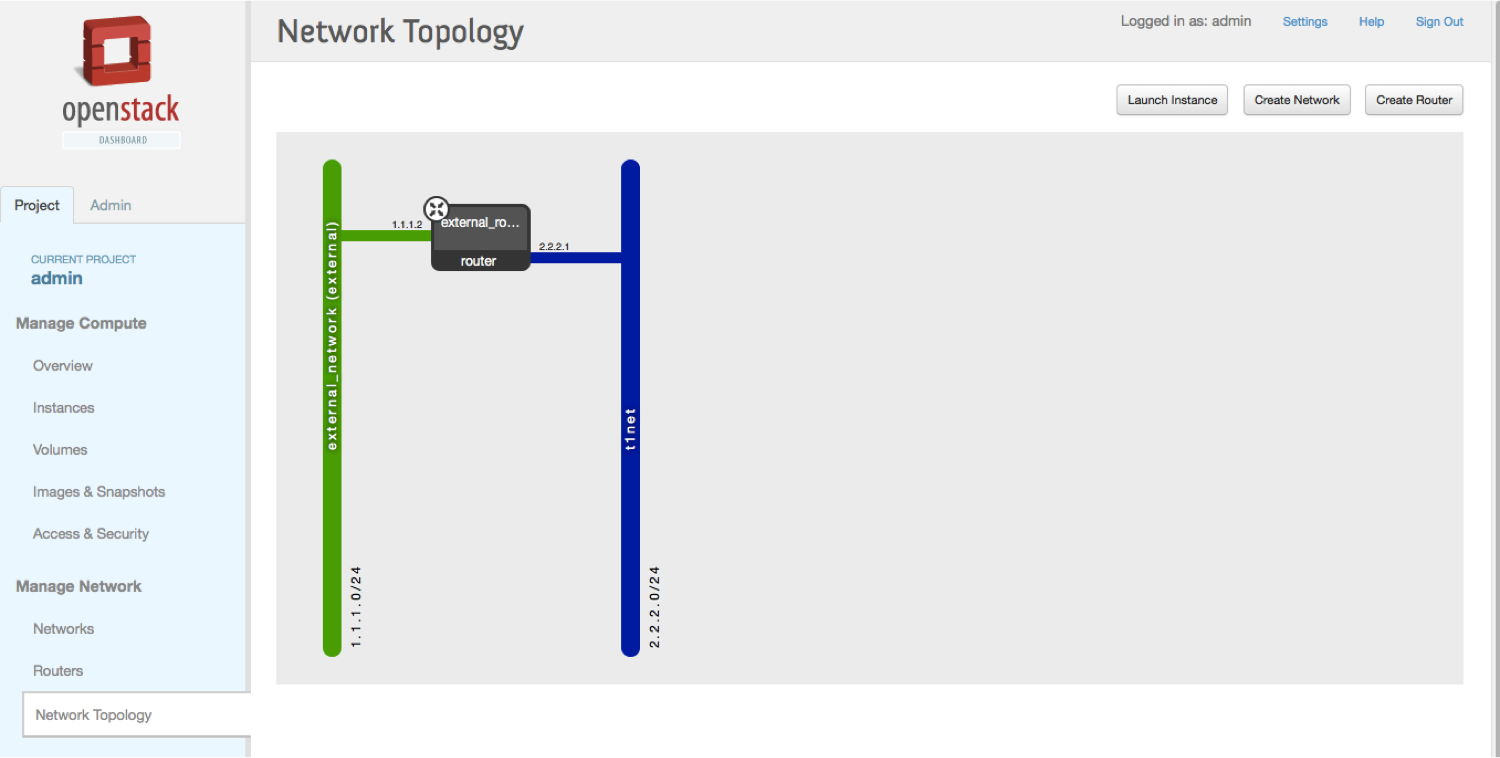 Network Topology
Logged in as: admin
Settings
Help
Sign Out
openstack
DASHBOARD
Launch Instance
Create Network
Create Router
Project
Admin
CURRENT PROJECT
admin
Manage Compute
Overview
Instances
Volumes
Images & Snapshots
Access & Security
Manage Network
Networks
Routers
Network Topology
external_network (external)
1.1.1.0/24
1.1.1.2
external_ro...
router
2.2.2.1
t1net
2.2.2.0/24